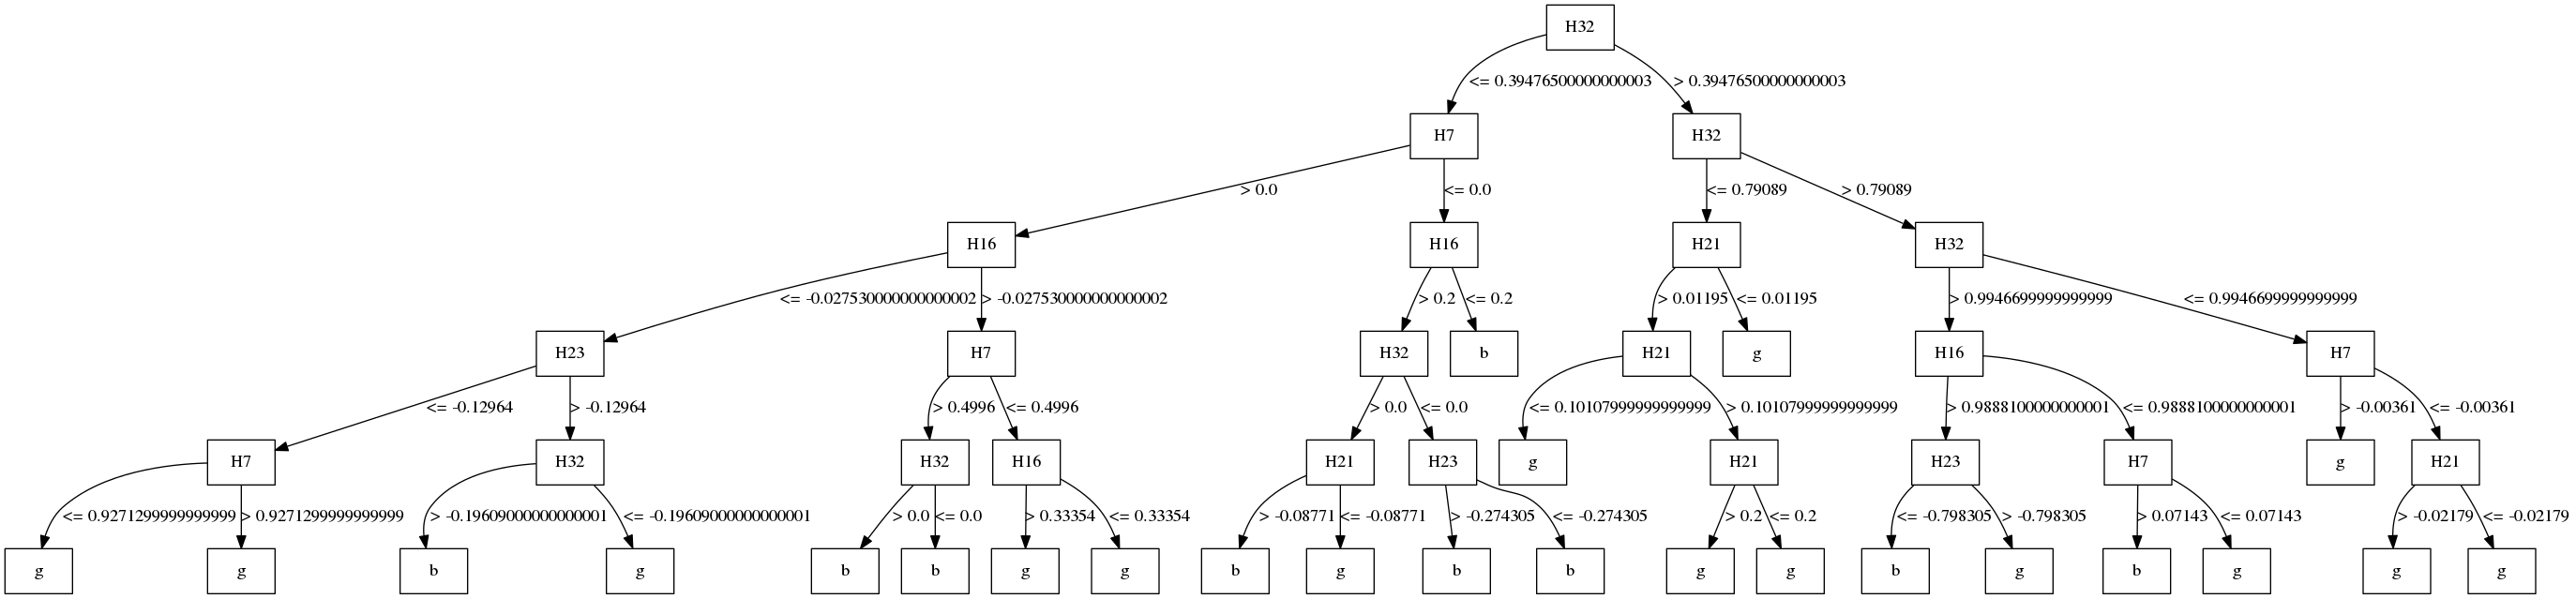 H32
<= 0.39476500000000003 > 0.39476500000000003
H7 H32
> 0.0 <= 0.0 <= 0.79089 > 0.79089
H16 H16 H21 H32
<= -0.027530000000000002 > -0.027530000000000002 > 0.2 <= 0.2 > 0.01195 <= 0.01195 > 0.9946699999999999 <= 0.9946699999999999
H23 H7 H32 b H21 g H16 H7
<= -0.12964 > -0.12964 > 0.4996 <= 0.4996 > 0.0 <= 0.0 <= 0.10107999999999999 > 0.10107999999999999 > 0.9888100000000001 <= 0.9888100000000001 > -0.00361 <= -0.00361
H7 H32 H32 H16 H21 H23 g H21 H23 H7 g H21
<= 0.9271299999999999 > 0.9271299999999999 > -0.19609000000000001 <= -0.19609000000000001 > 0.0 <= 0.0 > 0.33354 <= 0.33354 > -0.08771 <= -0.08771 > -0.274305 <= -0.274305 > 0.2 <= 0.2 <= -0.798305 > -0.798305 > 0.07143 <= 0.07143 > -0.02179 <= -0.02179
g g b g b b g g b g b b g g b g b g g g